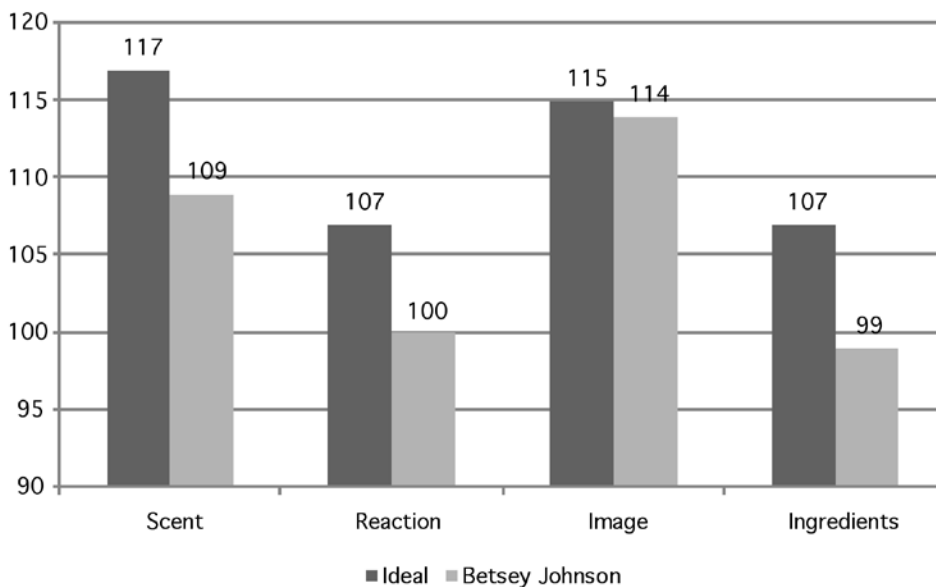 120
117
115
115
114
110
109
107
107
105
100
100
99
95
90
Scent
Reaction
Image
Ingredients
Ideal
Betsey Johnson